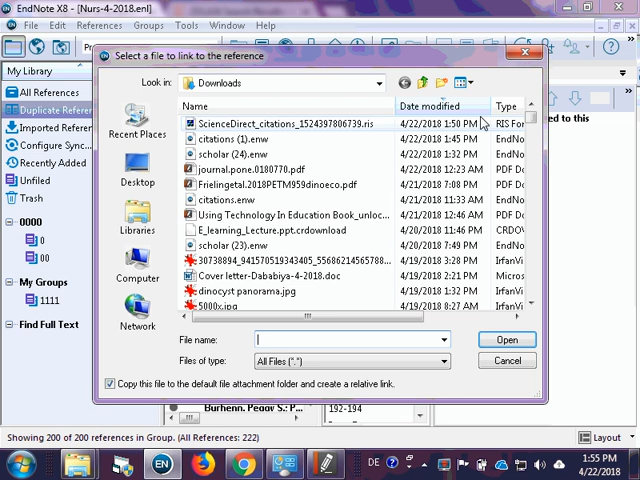 EndNote X8 - [Nurs-4-2018.enl]
File Edit References Groups Tools Window Help
Select a file to link to the reference
My Library
All References
Duplicate Refere
Imported Referen
Configure Sync...
Recently Added
Unfiled
Trash
0000
0
00
My Groups
1111
Find Full Text
Look in: Downloads
Recent Places
Desktop
Libraries
Computer
Network
Name Date modified Type
ScienceDirect_citations_1524397806739.ris 4/22/2018 1:50 PM RIS For
citations (1).enw 4/22/2018 1:45 PM EndNo
scholar (24).enw 4/22/2018 1:32 PM EndNo
journal.pone.0180770.pdf 4/22/2018 12:23 AM PDF Do
Frielingetal.2018PETM959dinoeco.pdf 4/21/2018 7:08 PM PDF Do
citations.enw 4/21/2018 11:33 AM EndNo
Using Technology In Education Book_unloc... 4/21/2018 12:46 AM PDF Do
E_learning_Lecture.ppt.crdownload 4/20/2018 11:46 PM CRDOV
scholar (23).enw 4/20/2018 7:49 PM EndNo
30738894_941570519343405_55686214565788... 4/19/2018 3:28 PM IrfanVi
Cover letter-Dababiya-4-2018.doc 4/19/2018 2:21 PM Micros
dinocyst panorama.jpg 4/19/2018 1:32 PM IrfanVi
5000x.jpg 4/19/2018 8:27 AM IrfanVi
File name:
Open
Files of type: All Files (*.*)
Cancel
Copy this file to the default file attachment folder and create a relative link.
ed to this
Burhenn, Peggy S.; P
192-194
Showing 200 of 200 references in Group. (All References: 222)
Layout
DE
1:55 PM
4/22/2018